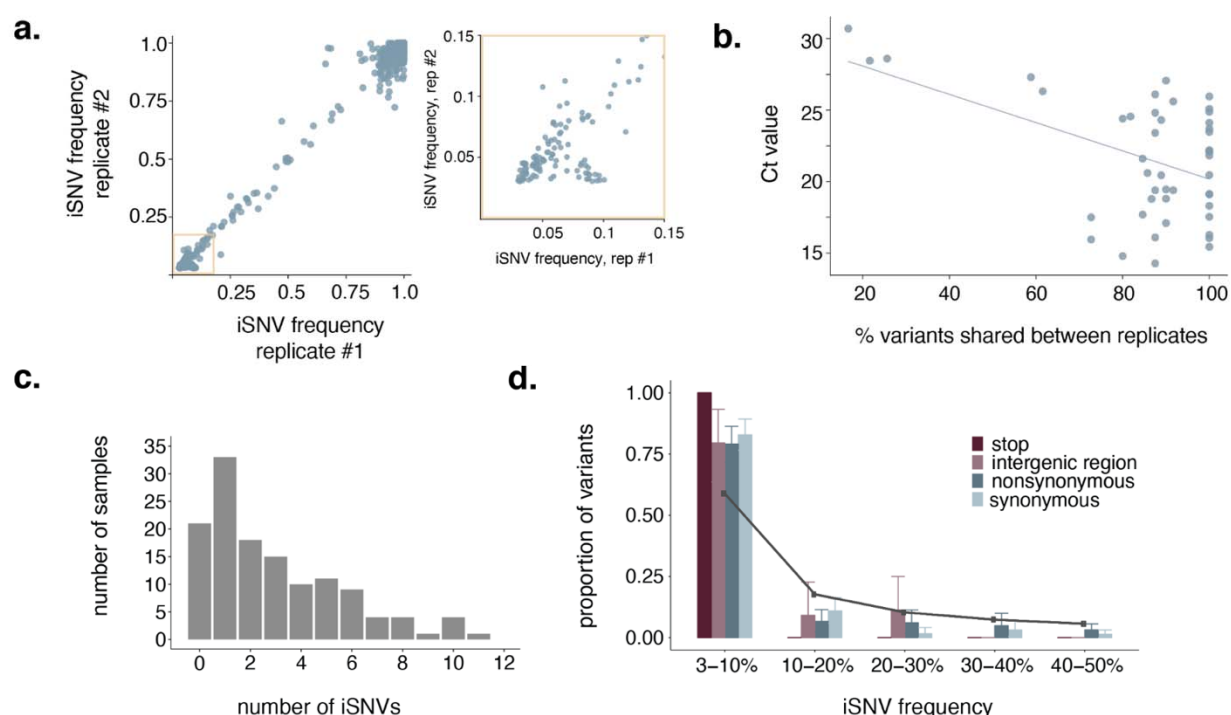 a.
iSNV frequency
replicate #2
1.0
0.75
0.5
0.25
0.25 0.5 0.75 1.0
iSNV frequency
replicate #1
iSNV frequency, rep #2
0.15
0.10
0.05
0.05 0.1 0.15
iSNV frequency, rep #1
b.
Ct value
30
25
20
15
20 40 60 80 100
% variants shared between replicates
c.
number of samples
35
30
25
20
15
10
5
0
0 2 4 6 8 10 12
number of iSNVs
d.
proportion of variants
1.00
0.75
0.50
0.25
0.00
stop
intergenic region
nonsynonymous
synonymous
3–10% 10–20% 20–30% 30–40% 40–50%
iSNV frequency